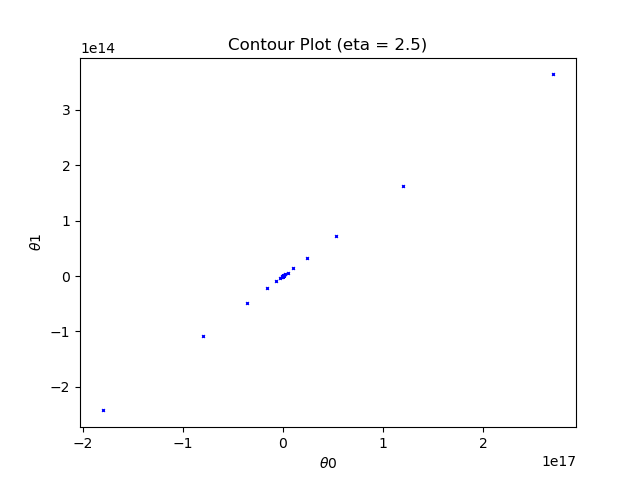 Contour Plot (eta = 2.5)
1e14
3
2
1
0
−1
−2
θ1
−2 −1 0 1 2
1e17
θ0